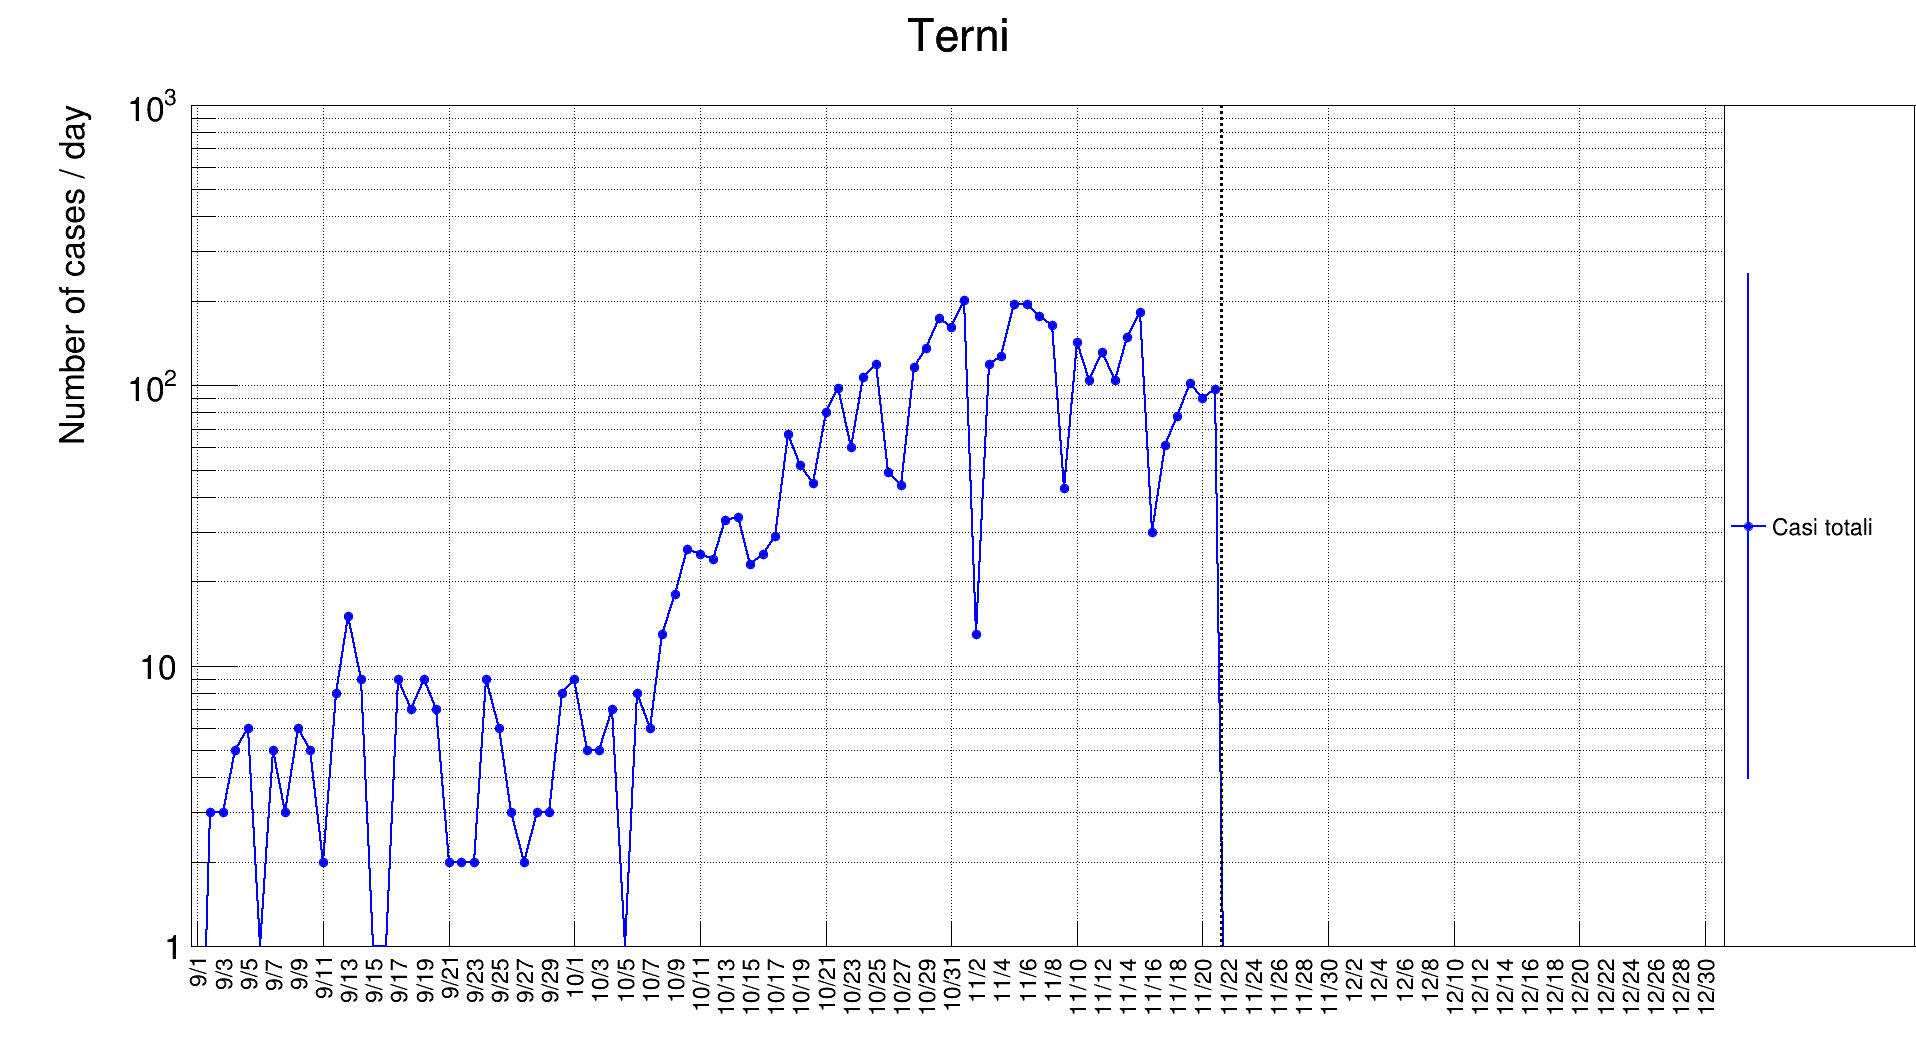 Terni
Number of cases / day
10³
10²
10
1
9/1 9/3 9/5 9/7 9/9 9/11 9/13 9/15 9/17 9/19 9/21 9/23 9/25 9/27 9/29 10/1 10/3 10/5 10/7 10/9 10/11 10/13 10/15 10/17 10/19 10/21 10/23 10/25 10/27 10/29 10/31 11/2 11/4 11/6 11/8 11/10 11/12 11/14 11/16 11/18 11/20 11/22 11/24 11/26 11/28 11/30 12/2 12/4 12/6 12/8 12/10 12/12 12/14 12/16 12/18 12/20 12/22 12/24 12/26 12/28 12/30
Casi totali